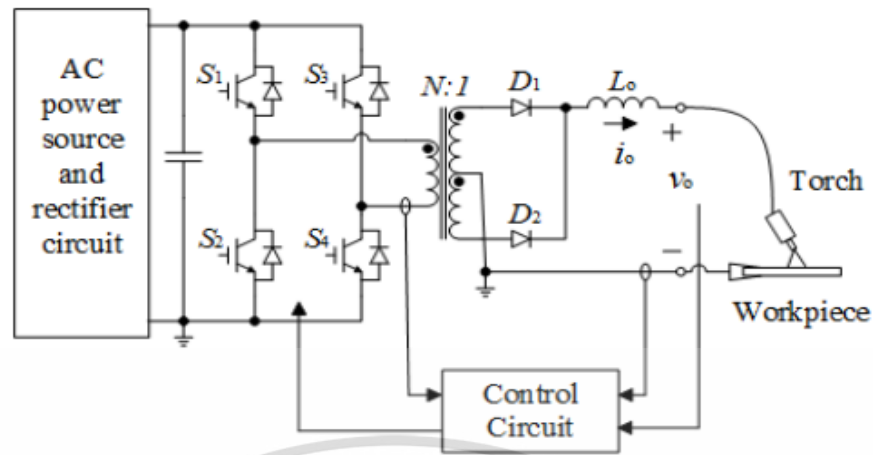 AC
power
source
and
rectifier
circuit
S1
S3
S2
S4
N:1
D1
D2
Lo
io
+
vo
−
Torch
Workpiece
Control
Circuit